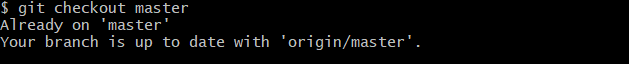 $ git checkout master
Already on 'master'
Your branch is up to date with 'origin/master'.